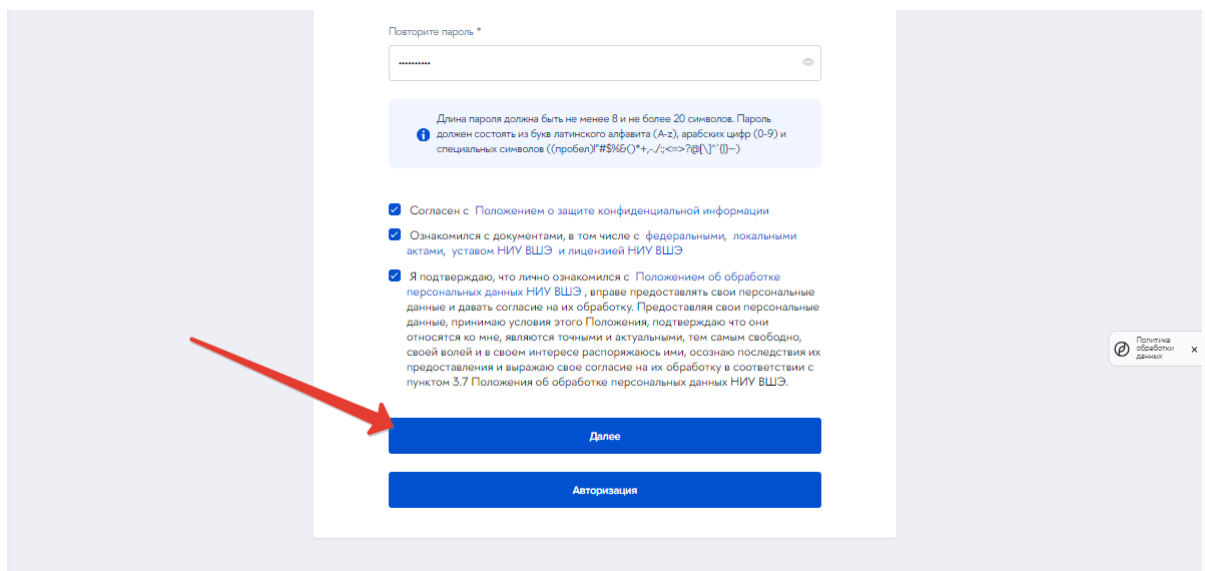 Повторите пароль *
••••••••••
Длина пароля должна быть не менее 8 и не более 20 символов. Пароль
должен состоять из букв латинского алфавита (A-z), арабских цифр (0-9) и
специальных символов ((пробел)!"#$%&()*+,-./:;<=>?@[\]^`{|}~)
Согласен с Положением о защите конфиденциальной информации
Ознакомился с документами, в том числе с федеральными, локальными
актами, уставом НИУ ВШЭ и лицензией НИУ ВШЭ
Я подтверждаю, что лично ознакомился с Положением об обработке
персональных данных НИУ ВШЭ , вправе предоставлять свои персональные
данные и давать согласие на их обработку. Предоставляя свои персональные
данные, принимаю условия этого Положения, подтверждаю что они
относятся ко мне, являются точными и актуальными, тем самым свободно,
своей волей и в своем интересе распоряжаюсь ими, осознаю последствия их
предоставления и выражаю свое согласие на их обработку в соответствии с
пунктом 3.7 Положения об обработке персональных данных НИУ ВШЭ.
Далее
Авторизация
Политика
обработки
данных